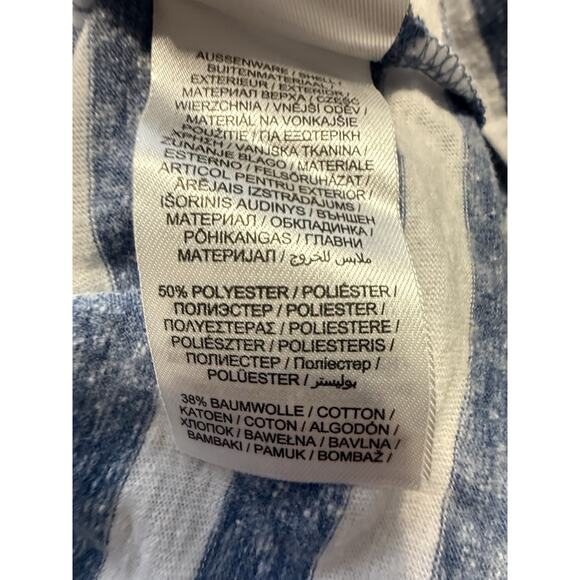 AUSSENWARE / SHELL /
BUITENMATERIAAL /
EXTERIEUR / EXTERIOR /
МАТЕРИАЛ ВЕРХА / CZĘŚĆ
WIERZCHNIA / VNĚJŠÍ ODĚV /
MATERIÁL NA VONKAJŠIE
POUŽITIE / ΓΙΑ ΕΞΩΤΕΡΙΚΗ
ΧΡΗΣΗ / VANJSKA TKANINA /
ZUNANJE BLAGO / MATERIALE
ESTERNO / FELSŐRUHÁZAT /
ARTICOL PENTRU EXTERIOR /
ĀRĒJAIS IZSTRĀDĀJUMS /
IŠORINIS AUDINYS / ВЪНШЕН
МАТЕРИАЛ / ОБКЛАДИНКА /
PÕHIKANGAS / ГЛАВНИ
МАТЕРИЈАЛ / ملابس للخروج /
50% POLYESTER / POLIÉSTER /
ПОЛИЭСТЕР / POLIESTER /
ΠΟΛΥΕΣΤΕΡΑΣ / POLIESTERE /
POLIÉSZTER / POLIESTERIS /
ПОЛИЕСТЕР / Поліестер /
POLÜESTER / بوليستر /
38% BAUMWOLLE / COTTON /
KATOEN / COTON / ALGODÓN /
ХЛОПОК / BAWEŁNA / BAVLNA /
ΒΑΜΒΑΚΙ / PAMUK / BOMBAŽ /